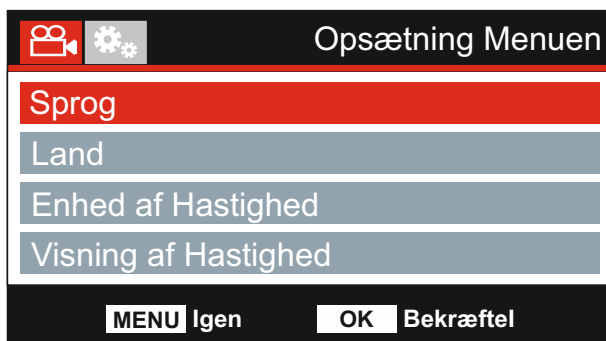 Opsætning Menuen
Sprog
Land
Enhed af Hastighed
Visning af Hastighed
MENU Igen OK Bekræftel